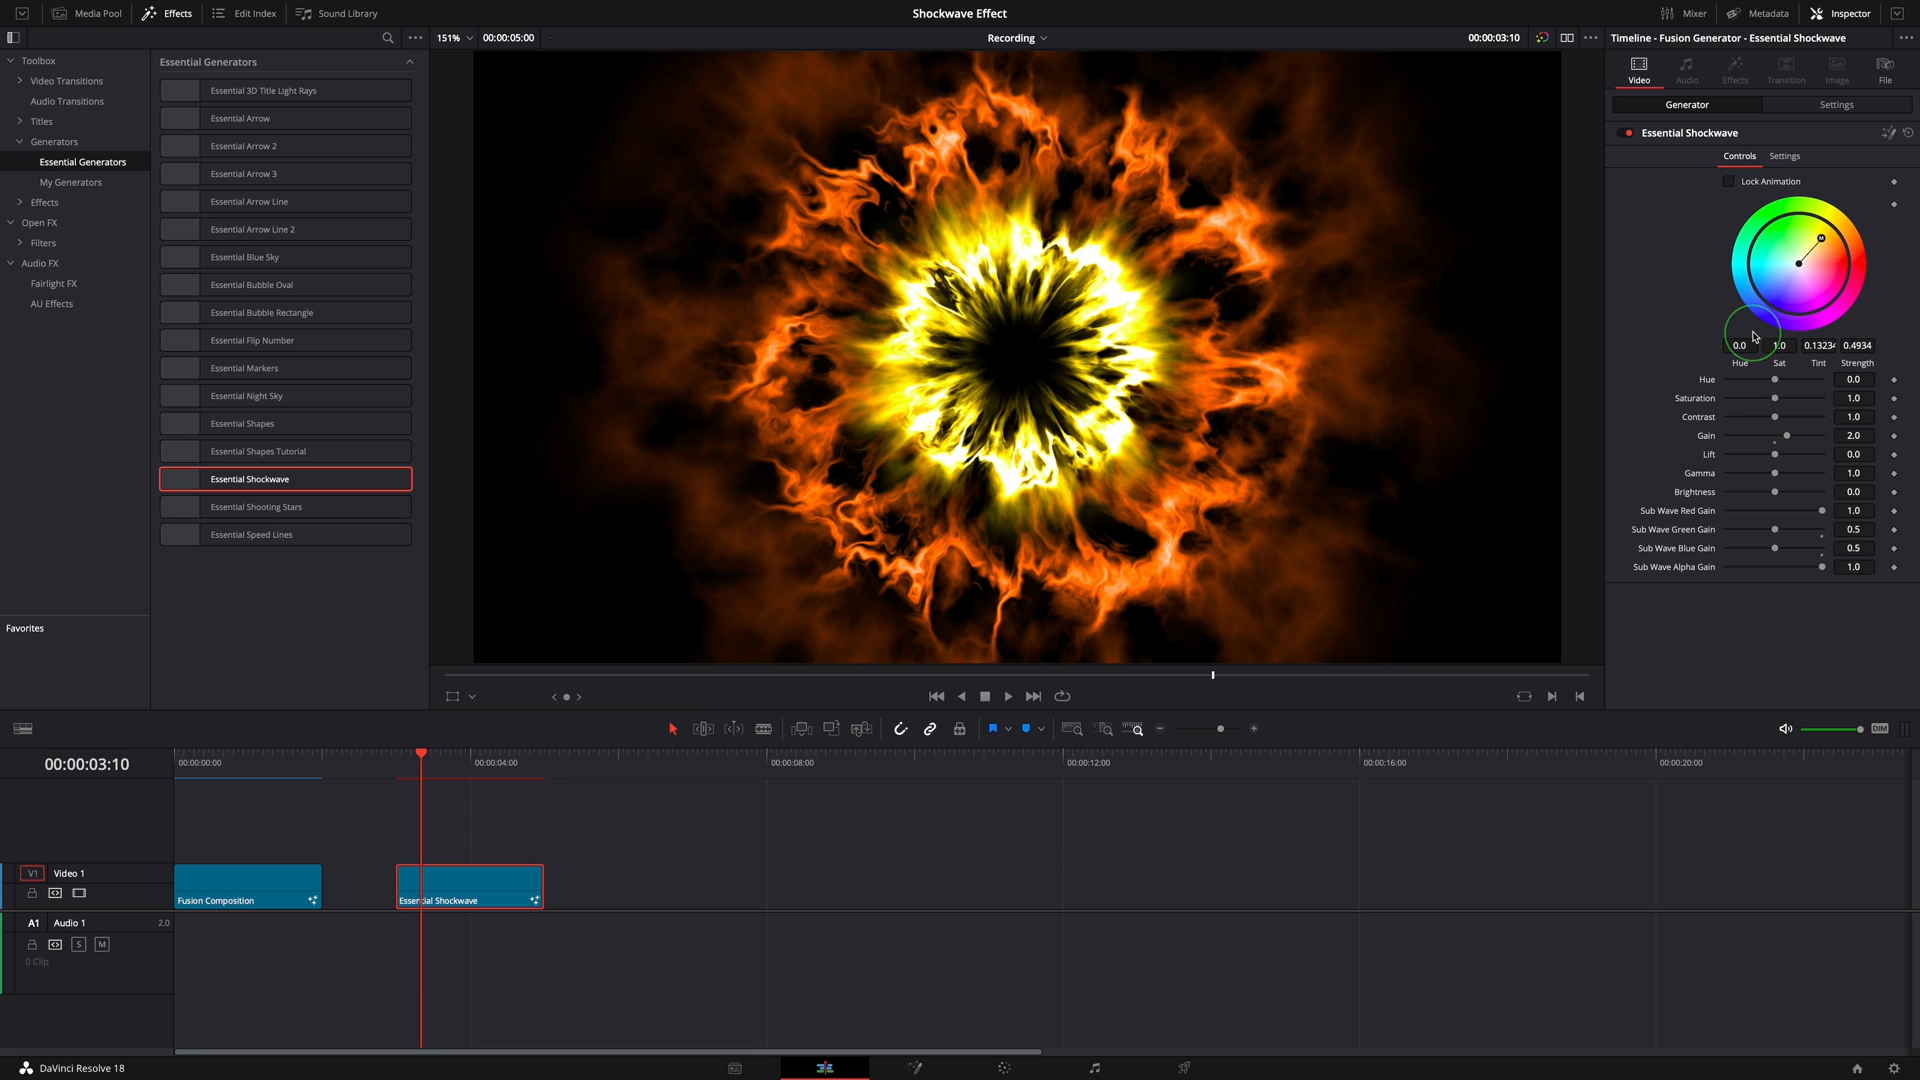 Media Pool
Effects
Edit Index
Sound Library
Shockwave Effect
Mixer
Metadata
Inspector
151%
00:00:05:00
Recording
00:00:03:10
Timeline - Fusion Generator - Essential Shockwave
Toolbox
Video Transitions
Audio Transitions
Titles
Generators
Essential Generators
My Generators
Effects
Open FX
Filters
Audio FX
Fairlight FX
AU Effects
Favorites
Essential Generators
Essential 3D Title Light Rays
Essential Arrow
Essential Arrow 2
Essential Arrow 3
Essential Arrow Line
Essential Arrow Line 2
Essential Blue Sky
Essential Bubble Oval
Essential Bubble Rectangle
Essential Flip Number
Essential Markers
Essential Night Sky
Essential Shapes
Essential Shapes Tutorial
Essential Shockwave
Essential Shooting Stars
Essential Speed Lines
Video
Audio
Effects
Transition
Image
File
Generator
Settings
Essential Shockwave
Controls
Settings
Lock Animation
M
0.0
1.0
0.13234
0.4934
Hue
Sat
Tint
Strength
Hue 0.0
Saturation 1.0
Contrast 1.0
Gain 2.0
Lift 0.0
Gamma 1.0
Brightness 0.0
Sub Wave Red Gain 1.0
Sub Wave Green Gain 0.5
Sub Wave Blue Gain 0.5
Sub Wave Alpha Gain 1.0
DIM
00:00:03:10
00:00:00:00
00:00:04:00
00:00:08:00
00:00:12:00
00:00:16:00
00:00:20:00
V1 Video 1
Fusion Composition
Essential Shockwave
A1 Audio 1 2.0
S M
0 Clip
DaVinci Resolve 18